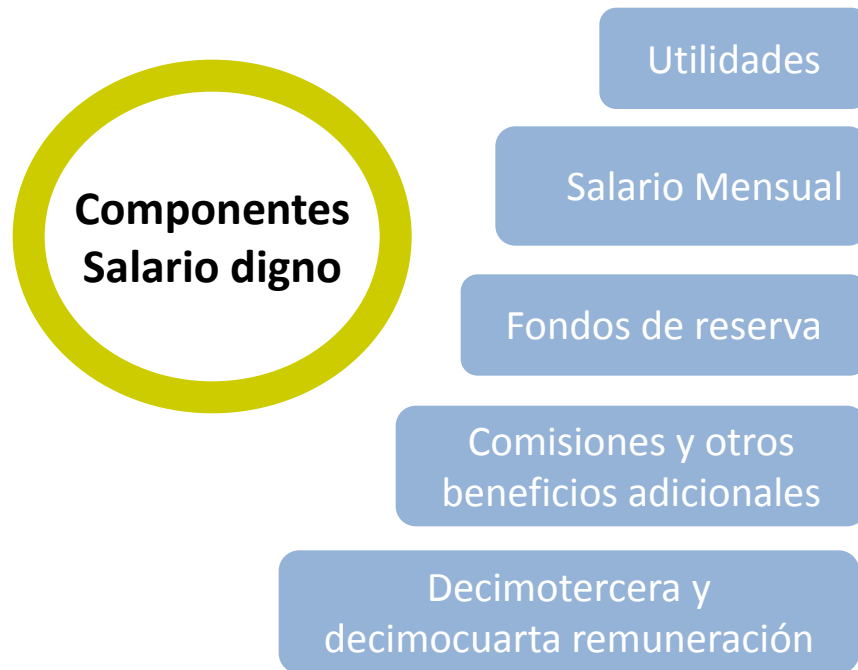 Componentes
Salario digno
Utilidades
Salario Mensual
Fondos de reserva
Comisiones y otros
beneficios adicionales
Decimotercera y
decimocuarta remuneración